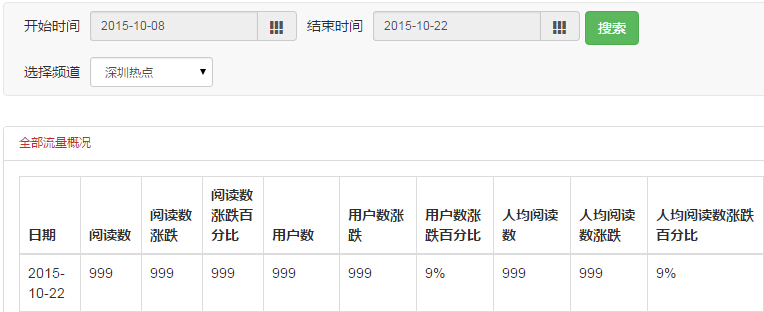 开始时间 2015-10-08 结束时间 2015-10-22 搜索
选择频道 深圳热点
全部流量概况
日期 阅读数 阅读数涨跌 阅读数涨跌百分比 用户数 用户数涨跌 用户数涨跌百分比 人均阅读数 人均阅读数涨跌 人均阅读数涨跌百分比
2015-10-22 999 999 999 999 999 9% 999 999 9%